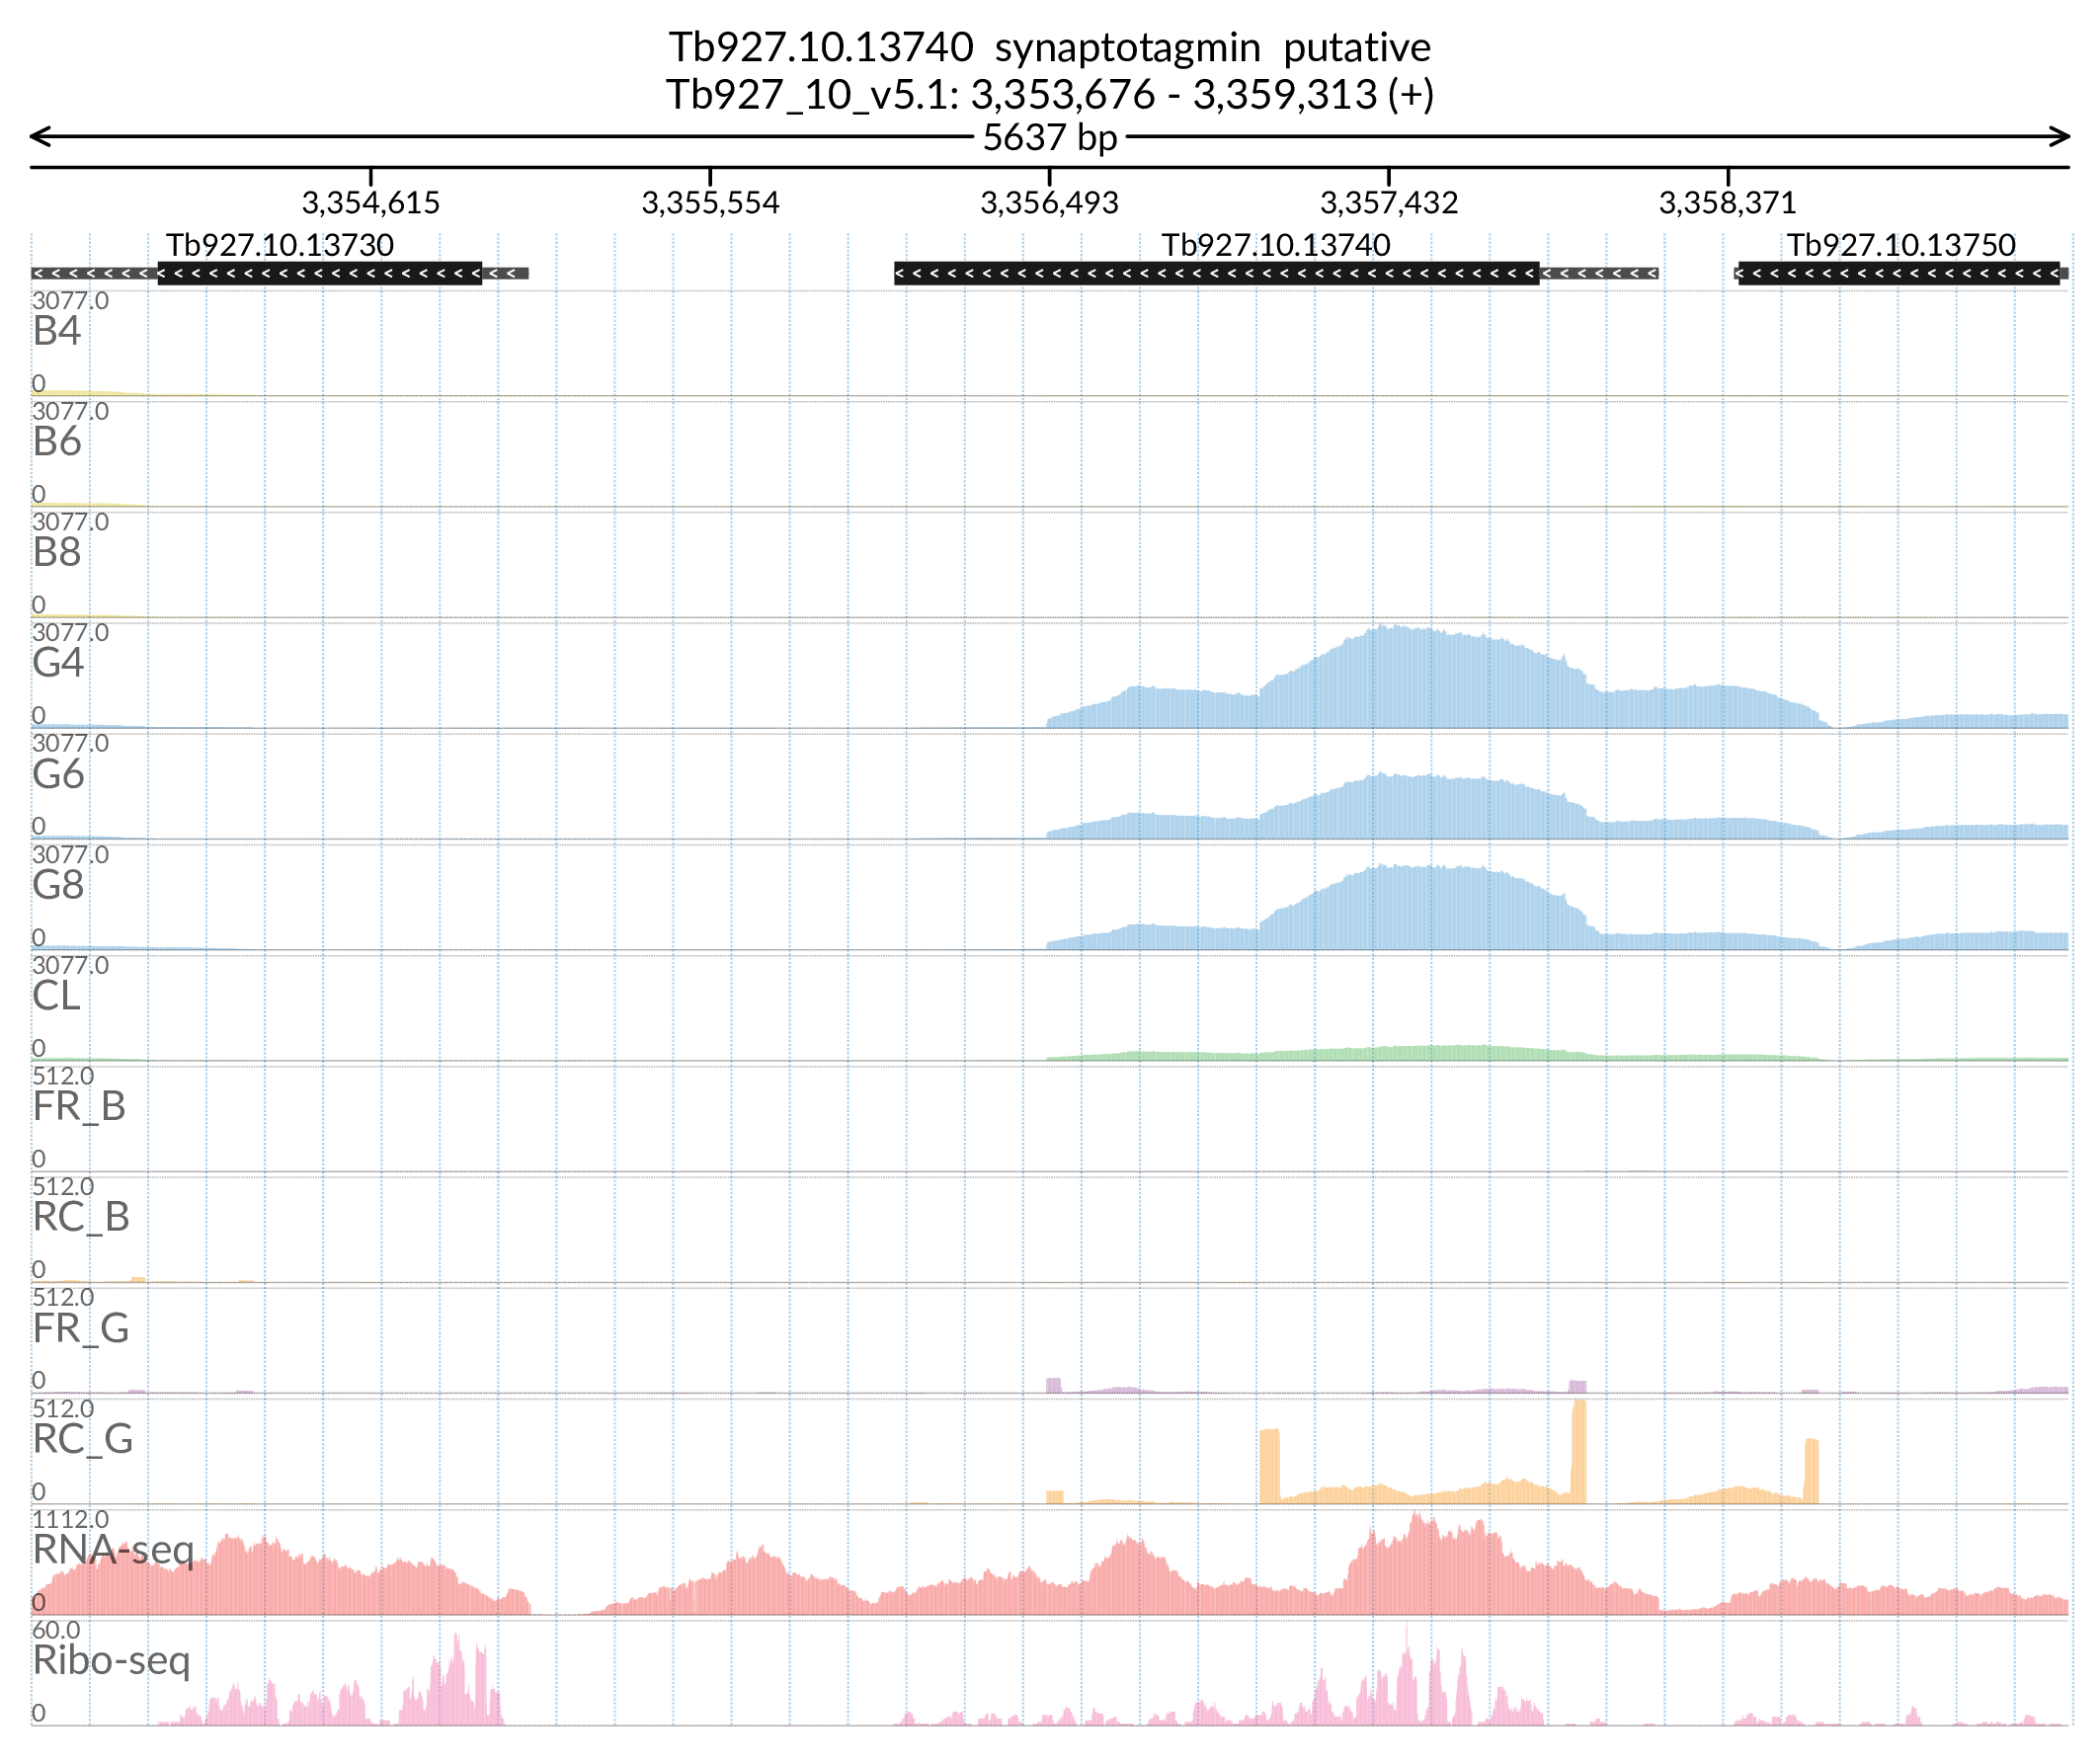 Tb927.10.13740 synaptotagmin putative
Tb927_10_v5.1: 3,353,676 - 3,359,313 (+)
5637 bp
3,354,615 3,355,554 3,356,493 3,357,432 3,358,371
Tb927.10.13730 Tb927.10.13740 Tb927.10.13750
3077.0
B4
0
3077.0
B6
0
3077.0
B8
0
3077.0
G4
0
3077.0
G6
0
3077.0
G8
0
3077.0
CL
0
512.0
FR_B
0
512.0
RC_B
0
512.0
FR_G
0
512.0
RC_G
0
1112.0
RNA-seq
0
60.0
Ribo-seq
0